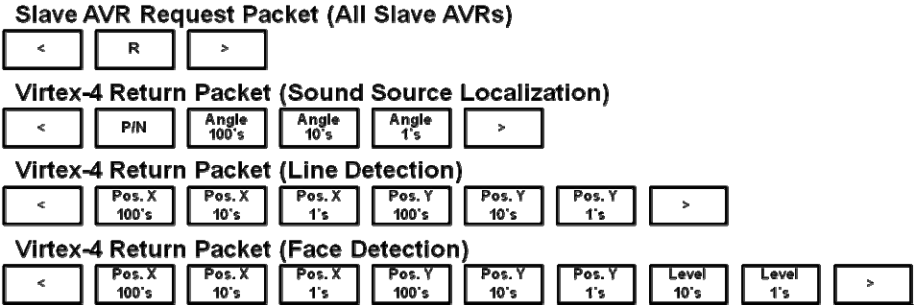 Slave AVR Request Packet (All Slave AVRs)
< R >
Virtex-4 Return Packet (Sound Source Localization)
< P/N Angle 100's Angle 10's Angle 1's >
Virtex-4 Return Packet (Line Detection)
< Pos. X 100's Pos. X 10's Pos. X 1's Pos. Y 100's Pos. Y 10's Pos. Y 1's >
Virtex-4 Return Packet (Face Detection)
< Pos. X 100's Pos. X 10's Pos. X 1's Pos. Y 100's Pos. Y 10's Pos. Y 1's Level 10's Level 1's >